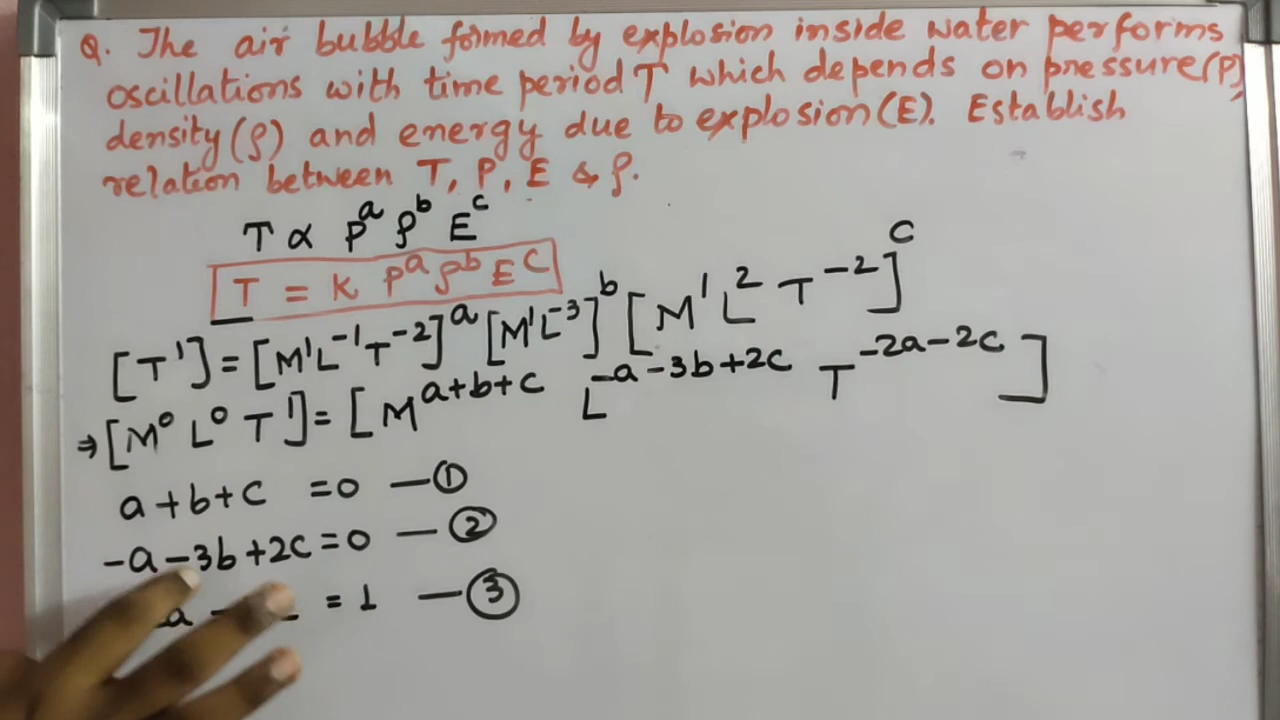 Q. The air bubble formed by explosion inside water performs
oscillations with time period T which depends on pressure(P),
density(ρ) and energy due to explosion(E). Establish
relation between T, P, E & ρ.
T ∝ P^a ρ^b E^c
T = K P^a ρ^b E^c
[T^1] = [M^1 L^-1 T^-2]^a [M^1 L^-3]^b [M^1 L^2 T^-2]^c
⇒ [M^0 L^0 T^1] = [M^a+b+c L^-a-3b+2c T^-2a-2c]
a+b+c =0 —①
-a-3b+2c=0 —②
a = 1 —③